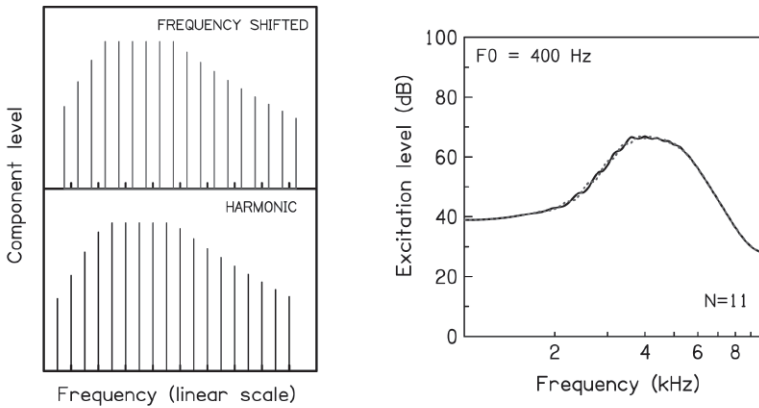 FREQUENCY SHIFTED
HARMONIC
Component level
Frequency (linear scale)
F0 = 400 Hz
N=11
100
80
60
40
20
0
Excitation level (dB)
2 4 6 8
Frequency (kHz)